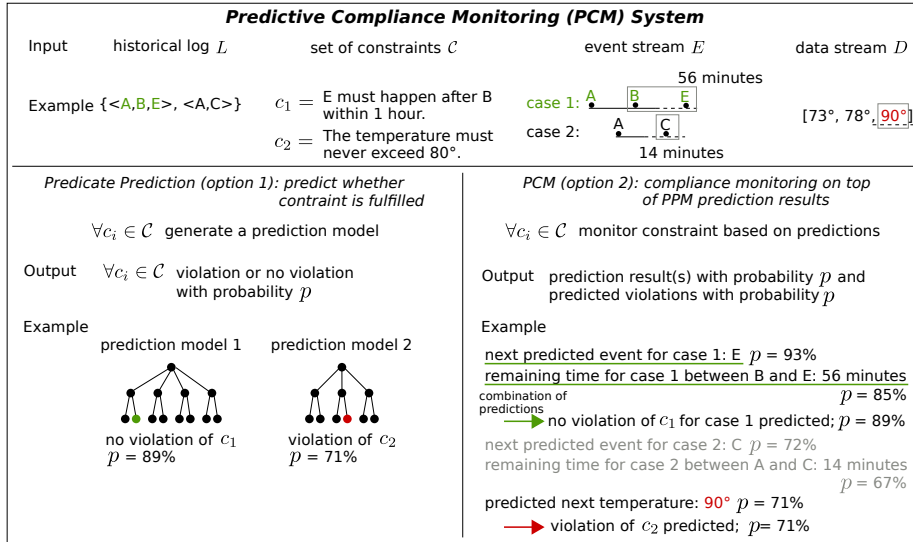 Predictive Compliance Monitoring (PCM) System
Input historical log L set of constraints C event stream E data stream D
Example {<A,B,E>, <A,C>}
c1 = E must happen after B
within 1 hour.
c2 = The temperature must
never exceed 80°.
56 minutes
case 1: A B E
case 2: A C
14 minutes
[73°, 78°, 90°]
Predicate Prediction (option 1): predict whether
contraint is fulfilled
∀ci ∈ C generate a prediction model
Output ∀ci ∈ C violation or no violation
with probability p
Example
prediction model 1 prediction model 2
no violation of c1
p = 89%
violation of c2
p = 71%
PCM (option 2): compliance monitoring on top
of PPM prediction results
∀ci ∈ C monitor constraint based on predictions
Output prediction result(s) with probability p and
predicted violations with probability p
Example
next predicted event for case 1: E p = 93%
remaining time for case 1 between B and E: 56 minutes
p = 85%
combination of
predictions
no violation of c1 for case 1 predicted; p = 89%
next predicted event for case 2: C p = 72%
remaining time for case 2 between A and C: 14 minutes
p = 67%
predicted next temperature: 90° p = 71%
violation of c2 predicted; p= 71%